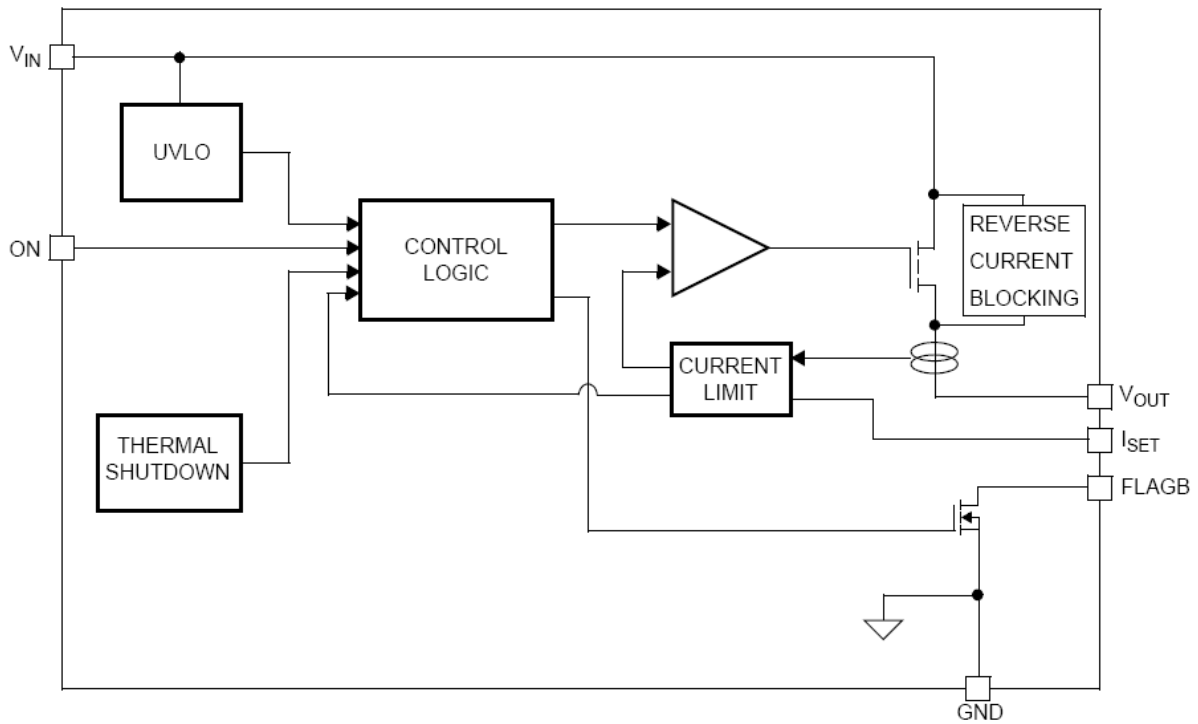 VIN
UVLO
ON
CONTROL
LOGIC
REVERSE
CURRENT
BLOCKING
CURRENT
LIMIT
VOUT
ISET
THERMAL
SHUTDOWN
FLAGB
GND